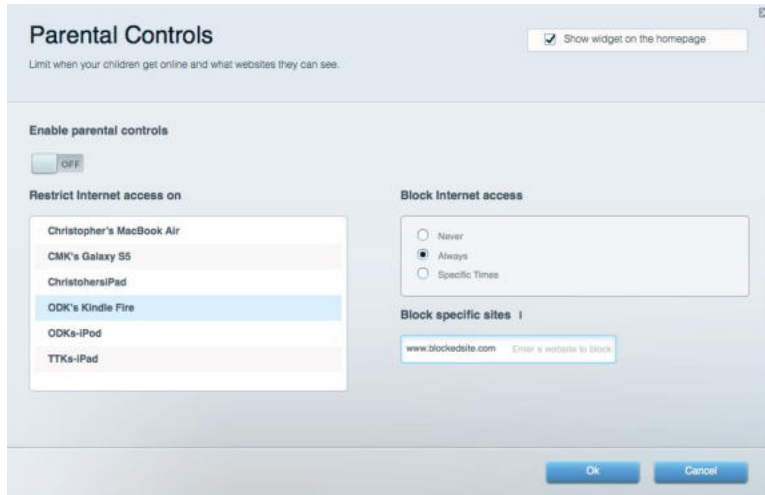 Parental Controls
Show widget on the homepage
Limit when your children get online and what websites they can see.
Enable parental controls
OFF
Restrict Internet access on
Christopher's MacBook Air
CMK's Galaxy S5
ChristohersiPad
ODK's Kindle Fire
ODKs-iPod
TTKs-iPad
Block Internet access
Never
Always
Specific Times
Block specific sites
www.blockedsite.com Enter a website to block
Ok
Cancel